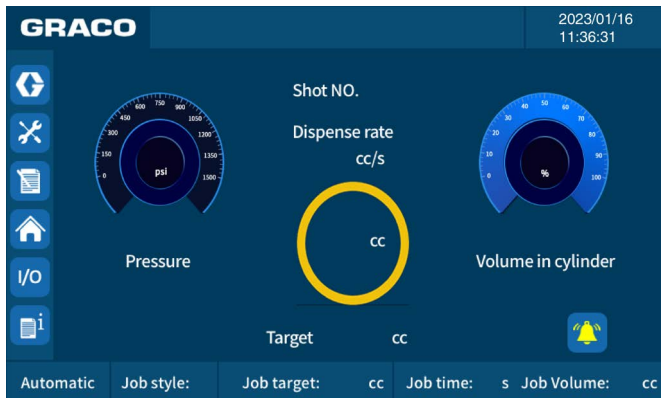 GRACO
2023/01/16
11:36:31
Shot NO.
Dispense rate
cc/s
0
150
300
450
600
750
900
1050
1200
1350
1500
psi
Pressure
cc
0
10
20
30
40
50
60
70
80
90
100
%
Volume in cylinder
I/O
i
Target cc
Automatic Job style: Job target: cc Job time: s Job Volume: cc